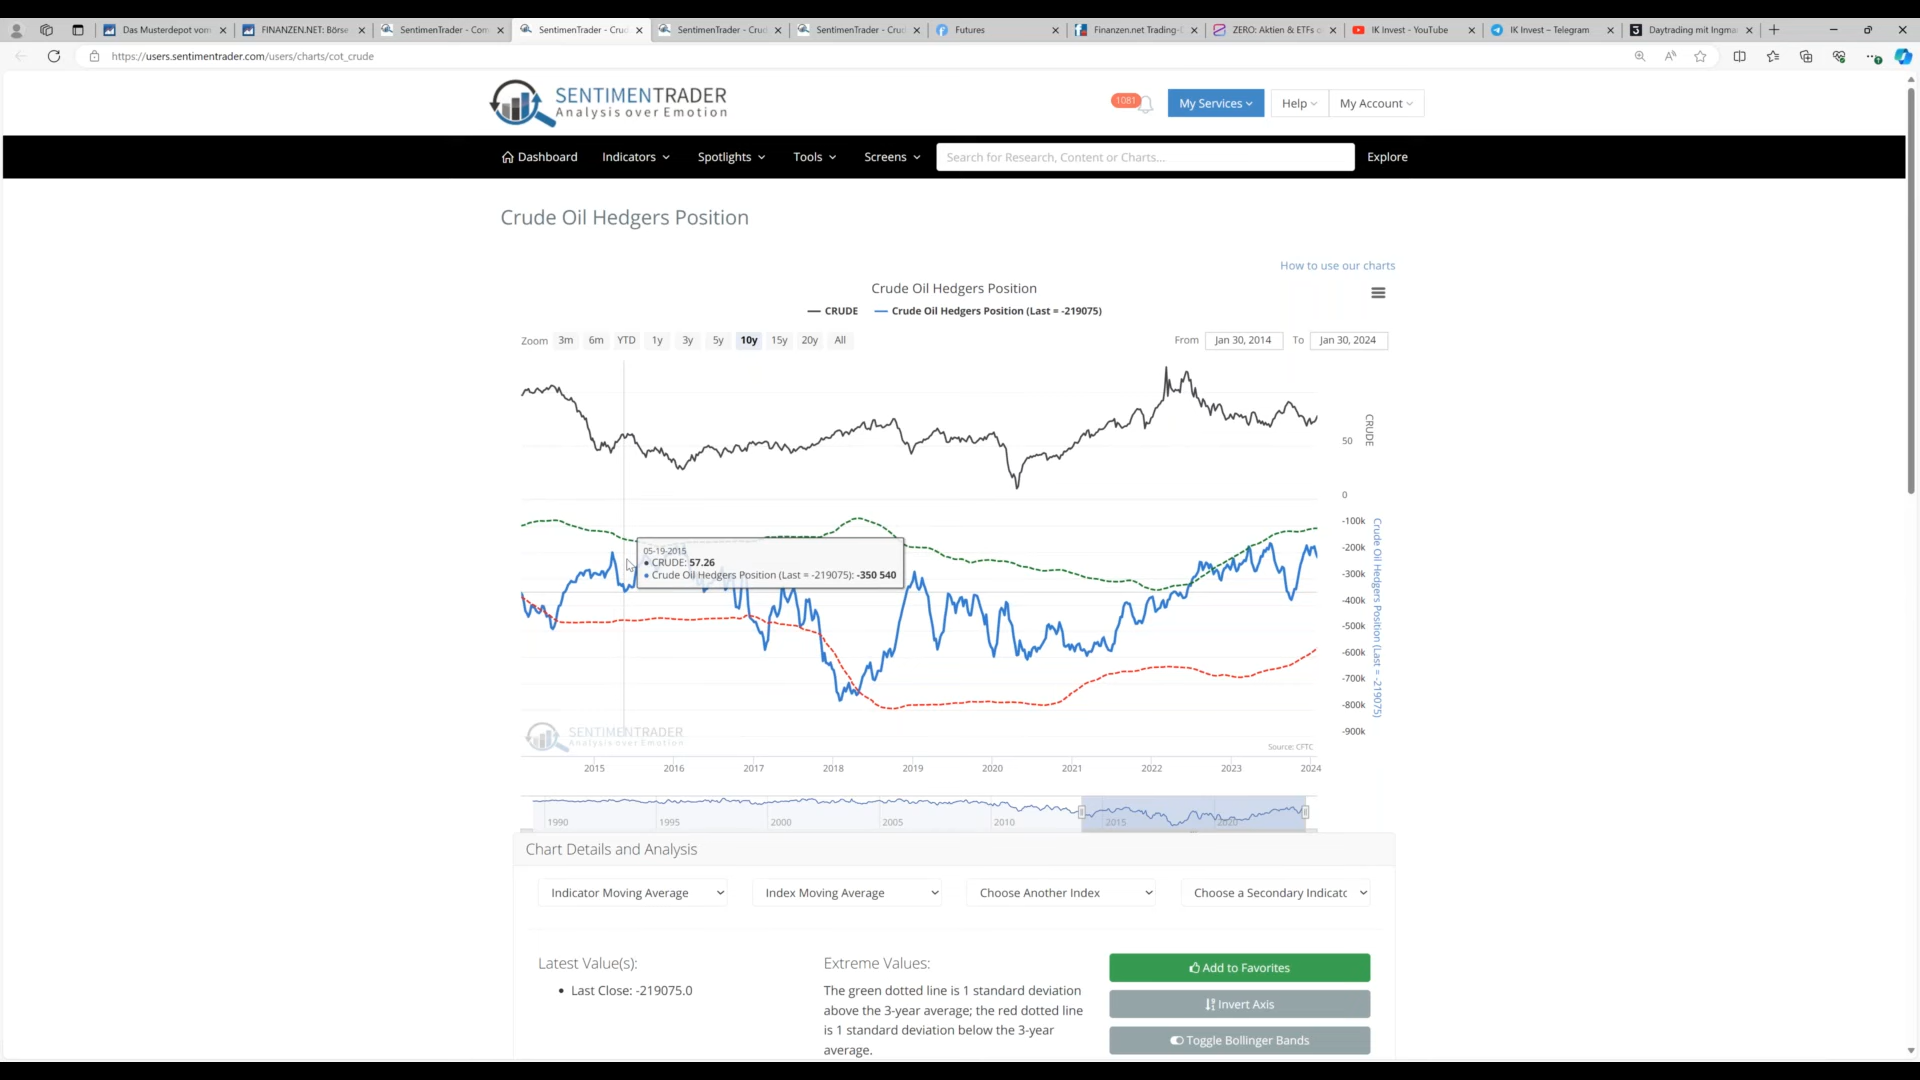 Das Musterdepot vom
FINANZEN.NET: Börse
SentimenTrader - Com
SentimenTrader - Crud
SentimenTrader - Crud
SentimenTrader - Crud
Futures
Finanzen.net Trading-
ZERO: Aktien & ETFs
IK Invest - YouTube
IK Invest – Telegram
Daytrading mit Ingma
https://users.sentimentrader.com/users/charts/cot_crude
SENTIMENTRADER
Analysis over Emotion
1081
My Services
Help
My Account
Dashboard
Indicators
Spotlights
Tools
Screens
Search for Research, Content or Charts...
Explore
Crude Oil Hedgers Position
How to use our charts
Crude Oil Hedgers Position
CRUDE
Crude Oil Hedgers Position (Last = -219075)
Zoom 3m 6m YTD 1y 3y 5y 10y 15y 20y All
From Jan 30, 2014 To Jan 30, 2024
CRUDE
50
0
-100k
-200k
-300k
-400k
-500k
-600k
-700k
-800k
-900k
Crude Oil Hedgers Position (Last = -219075)
05-19-2015
CRUDE: 57.26
Crude Oil Hedgers Position (Last = -219075): -350 540
SENTIMENTRADER
Analysis over Emotion
Source: CFTC
2015 2016 2017 2018 2019 2020 2021 2022 2023 2024
1990 1995 2000 2005 2010 2015 2020
Chart Details and Analysis
Indicator Moving Average
Index Moving Average
Choose Another Index
Choose a Secondary Indicatc
Latest Value(s):
Last Close: -219075.0
Extreme Values:
The green dotted line is 1 standard deviation
above the 3-year average; the red dotted line
is 1 standard deviation below the 3-year
average.
Add to Favorites
Invert Axis
Toggle Bollinger Bands